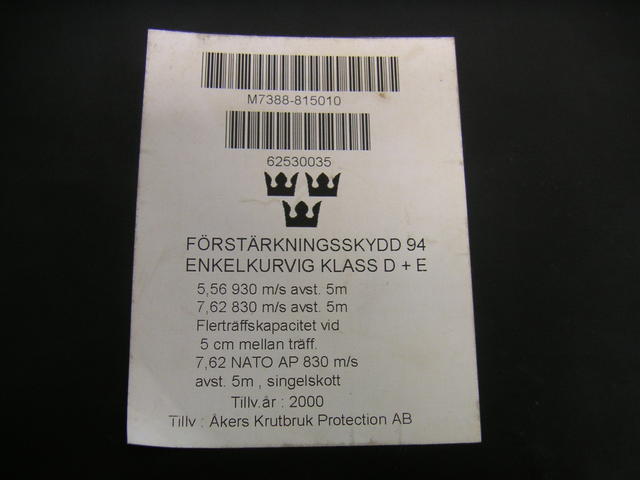 M7388-815010
62530035
FÖRSTÄRKNINGSSKYDD 94
ENKELKURVIG KLASS D + E
5,56 930 m/s avst. 5m
7,62 830 m/s avst. 5m
Flerträffskapacitet vid
5 cm mellan träff.
7,62 NATO AP 830 m/s
avst. 5m , singelskott
Tillv.år : 2000
Tillv : Åkers Krutbruk Protection AB